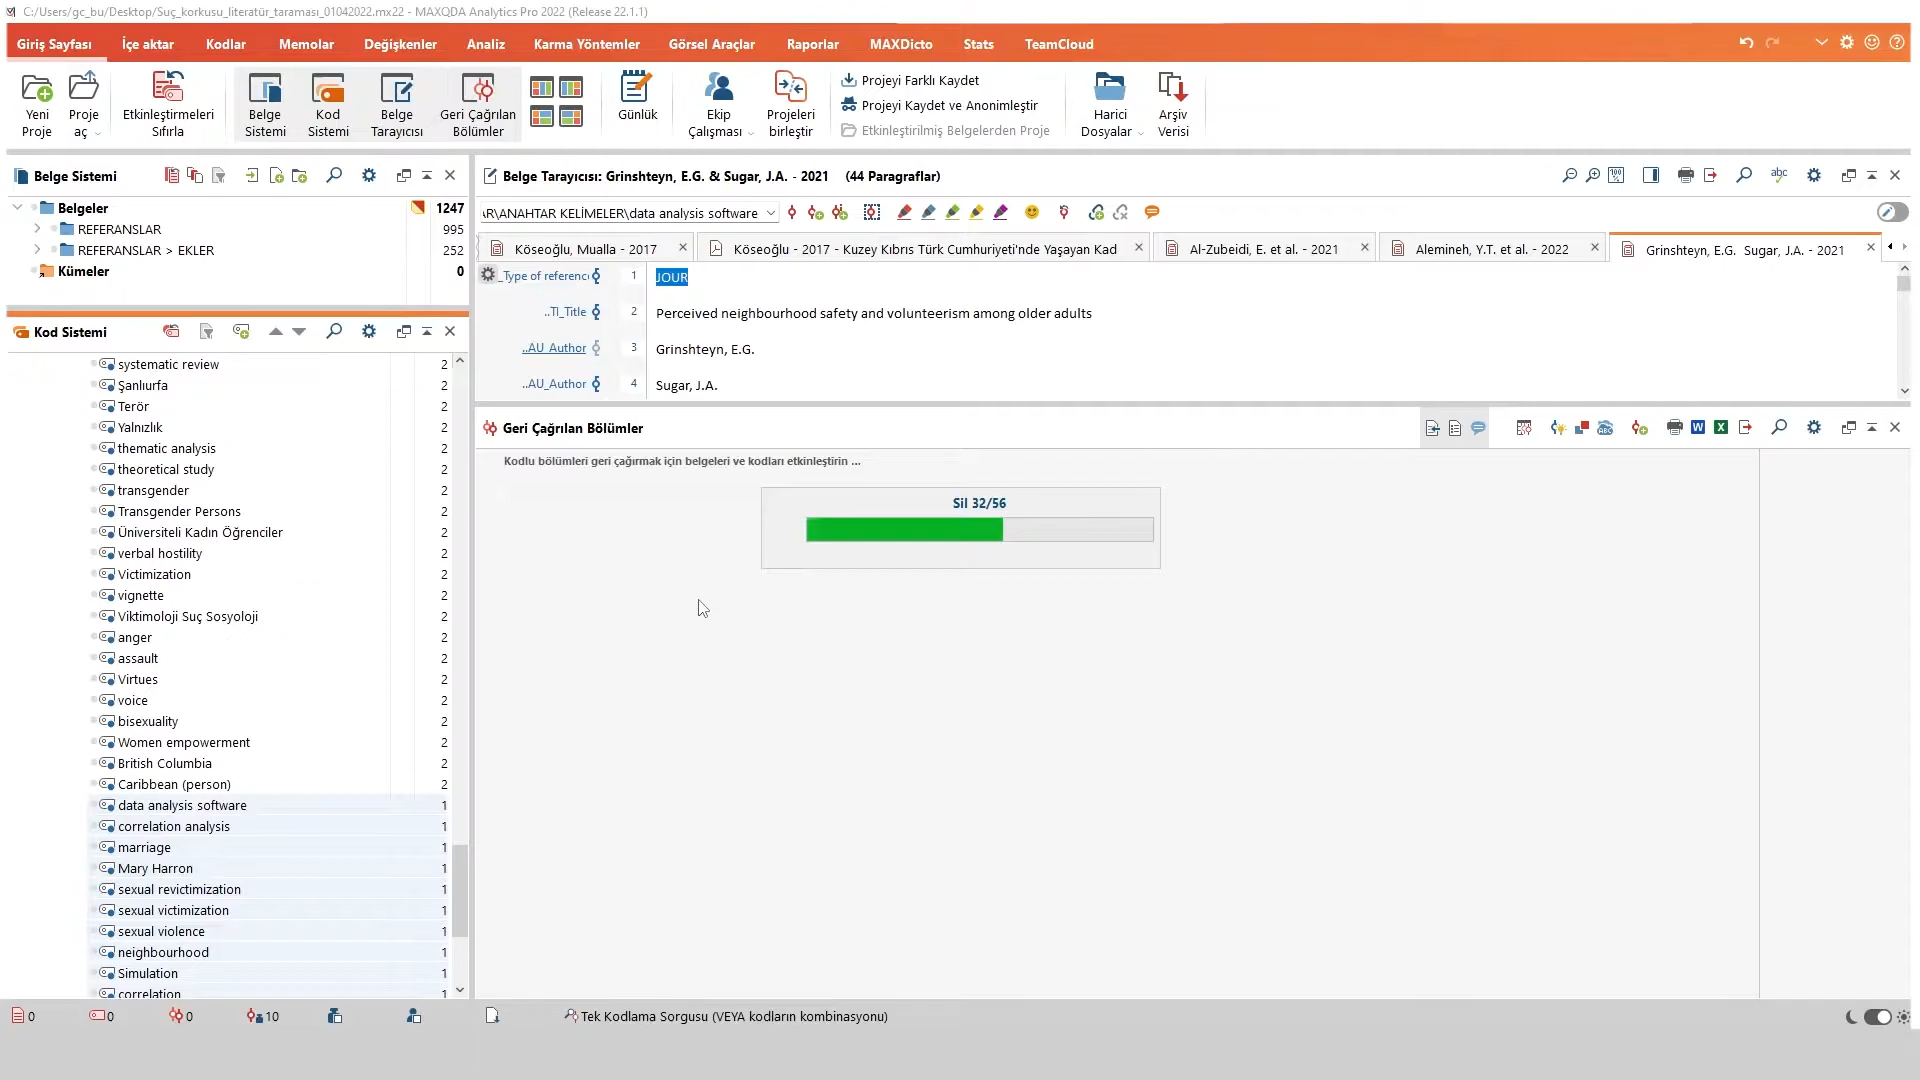 C:/Users/gc_bu/Desktop/Suç_korkusu_literatür_taraması_01042022.mx22 - MAXQDA Analytics Pro 2022 (Release 22.1.1)
Giriş Sayfası İçe aktar Kodlar Memolar Değişkenler Analiz Karma Yöntemler Görsel Araçlar Raporlar MAXDicto Stats TeamCloud
Yeni Proje
Proje aç
Etkinleştirmeleri Sıfırla
Belge Sistemi
Kod Sistemi
Belge Tarayıcısı
Geri Çağrılan Bölümler
Günlük
Ekip Çalışması
Projeleri birleştir
Projeyi Farklı Kaydet
Projeyi Kaydet ve Anonimleştir
Etkinleştirilmiş Belgelerden Proje
Harici Dosyalar
Arşiv Verisi
Belge Sistemi
Belgeler 1247
REFERANSLAR 995
REFERANSLAR > EKLER 252
Kümeler 0
Kod Sistemi
systematic review 2
Şanlıurfa 2
Terör 2
Yalnızlık 2
thematic analysis 2
theoretical study 2
transgender 2
Transgender Persons 2
Üniversiteli Kadın Öğrenciler 2
verbal hostility 2
Victimization 2
vignette 2
Viktimoloji Suç Sosyoloji 2
anger 2
assault 2
Virtues 2
voice 2
bisexuality 2
Women empowerment 2
British Columbia 2
Caribbean (person) 2
data analysis software 1
correlation analysis 1
marriage 1
Mary Harron 1
sexual revictimization 1
sexual victimization 1
sexual violence 1
neighbourhood 1
Simulation 1
correlation 1
Belge Tarayıcısı: Grinshteyn, E.G. & Sugar, J.A. - 2021 (44 Paragraflar)
100 %
abc
AR\ANAHTAR KELİMELER\data analysis software
Köseoğlu, Mualla - 2017
Köseoğlu - 2017 - Kuzey Kıbrıs Türk Cumhuriyeti'nde Yaşayan Kad
Al-Zubeidi, E. et al. - 2021
Alemineh, Y.T. et al. - 2022
Grinshteyn, E.G. Sugar, J.A. - 2021
_Type of referenc 1 JOUR
..TI_Title 2 Perceived neighbourhood safety and volunteerism among older adults
..AU_Author 3 Grinshteyn, E.G.
..AU_Author 4 Sugar, J.A.
Geri Çağrılan Bölümler
Kodlu bölümleri geri çağırmak için belgeleri ve kodları etkinleştirin ...
Sil 32/56
0 0 0 10 Tek Kodlama Sorgusu (VEYA kodların kombinasyonu)